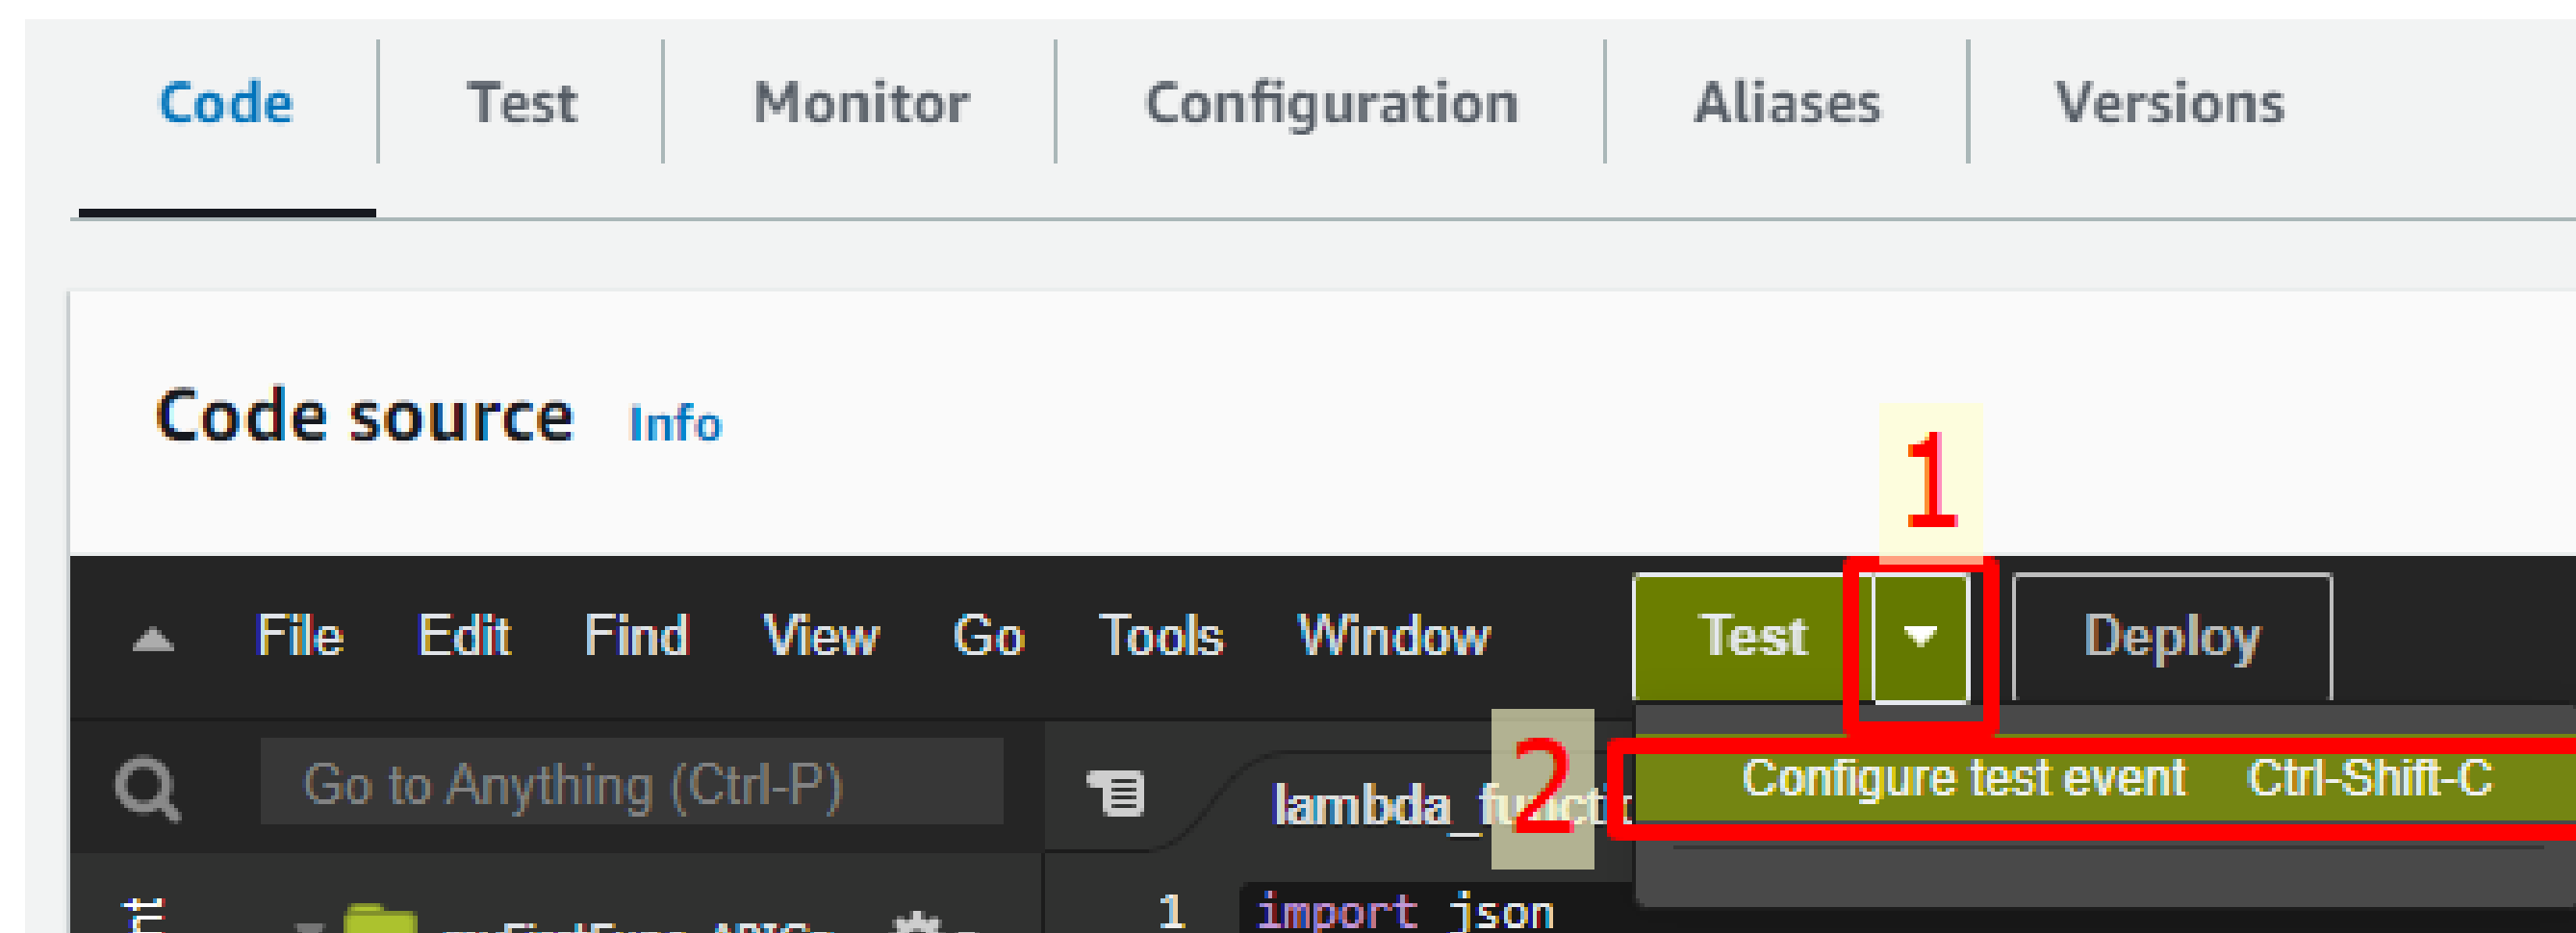 Code Test Monitor Configuration Aliases Versions
Code source Info
1
File Edit Find View Go Tools Window Test Deploy
2
Go to Anything (Ctrl-P)
Configure test event Ctrl-Shift-C
1 import json